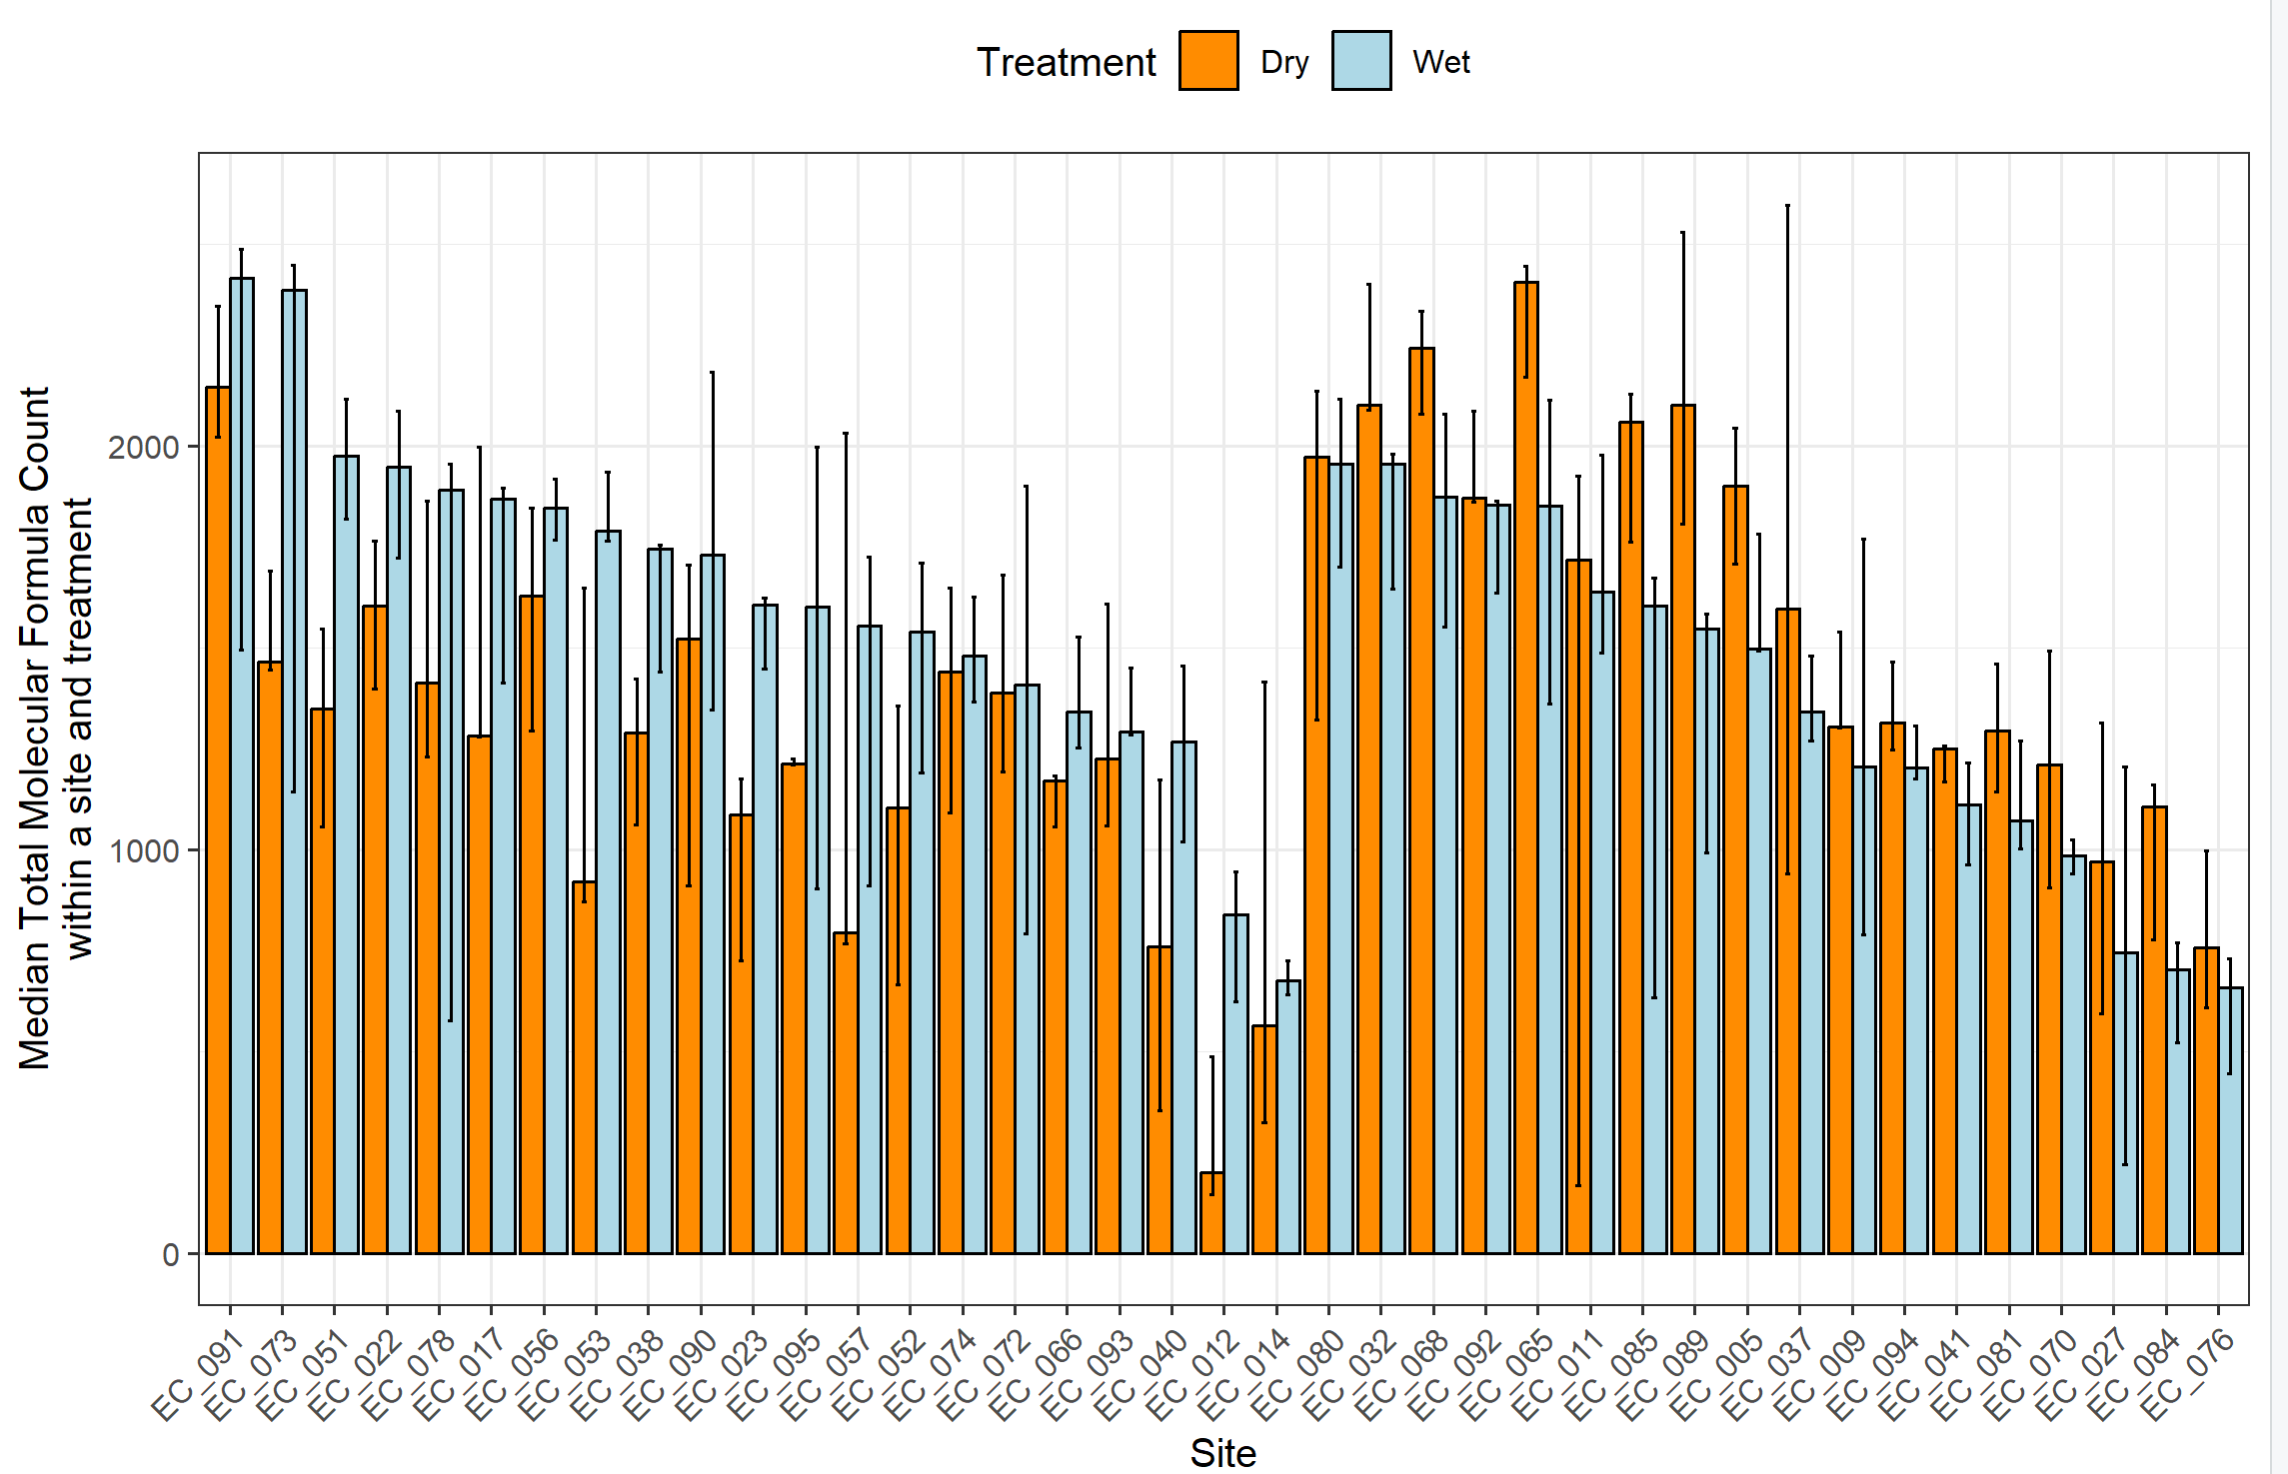 Treatment Dry Wet
Median Total Molecular Formula Count
within a site and treatment
2000
1000
0
EC_091 EC_073 EC_051 EC_022 EC_078 EC_017 EC_056 EC_053 EC_038 EC_090 EC_023 EC_095 EC_057 EC_052 EC_074 EC_072 EC_066 EC_093 EC_040 EC_012 EC_014 EC_080 EC_032 EC_068 EC_092 EC_065 EC_011 EC_085 EC_089 EC_005 EC_037 EC_009 EC_094 EC_041 EC_081 EC_070 EC_027 EC_084 EC_076
Site